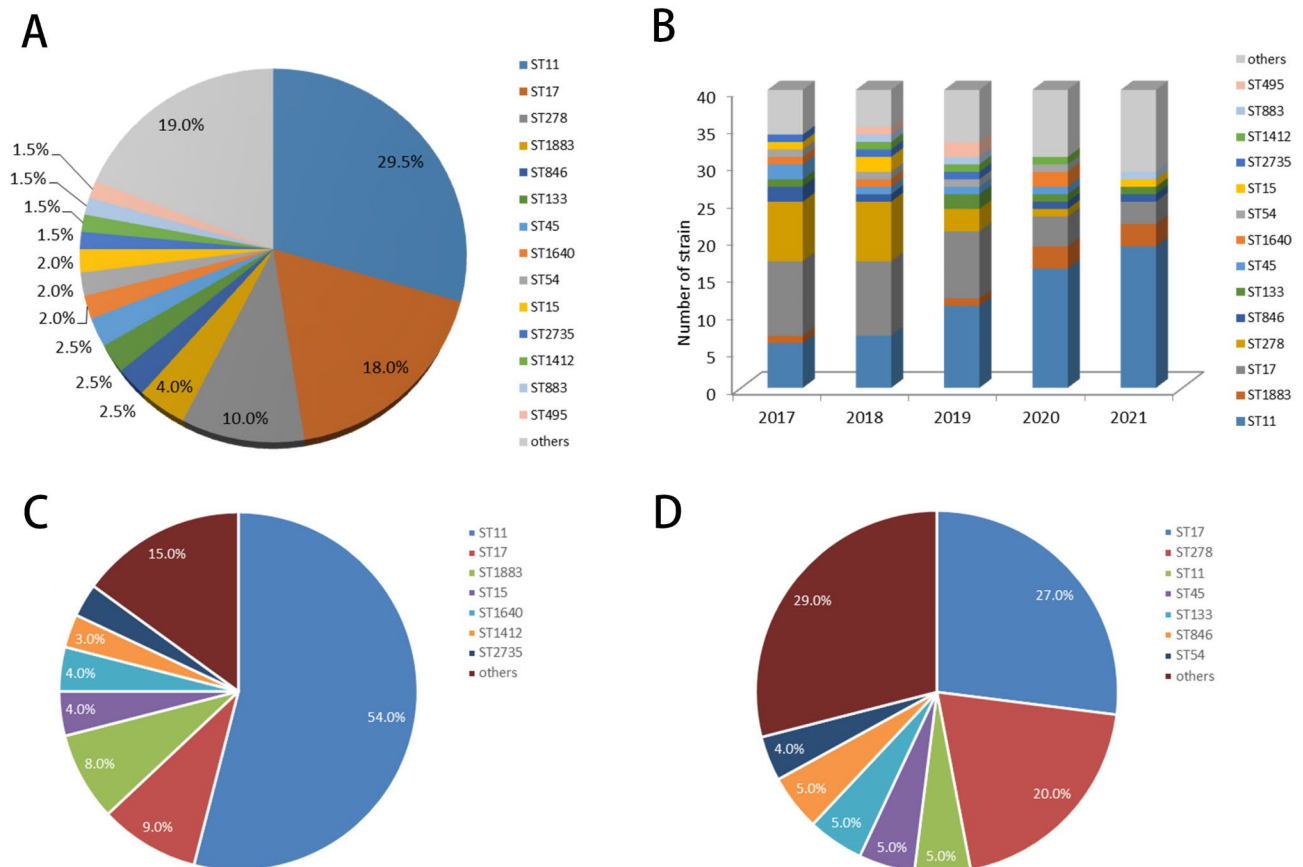 A
ST11
ST17
ST278
ST1883
ST846
ST133
ST45
ST1640
ST54
ST15
ST2735
ST1412
ST883
ST495
others
29.5%
18.0%
10.0%
4.0%
2.5%
2.5%
2.5%
2.0%
2.0%
2.0%
1.5%
1.5%
1.5%
1.5%
19.0%
B
Number of strain
40
35
30
25
20
15
10
5
0
2017
2018
2019
2020
2021
others
ST495
ST883
ST1412
ST2735
ST15
ST54
ST1640
ST45
ST133
ST846
ST278
ST17
ST1883
ST11
C
ST11
ST17
ST1883
ST15
ST1640
ST1412
ST2735
others
54.0%
9.0%
8.0%
4.0%
4.0%
3.0%
15.0%
D
ST17
ST278
ST11
ST45
ST133
ST846
ST54
others
27.0%
20.0%
5.0%
5.0%
5.0%
5.0%
4.0%
29.0%